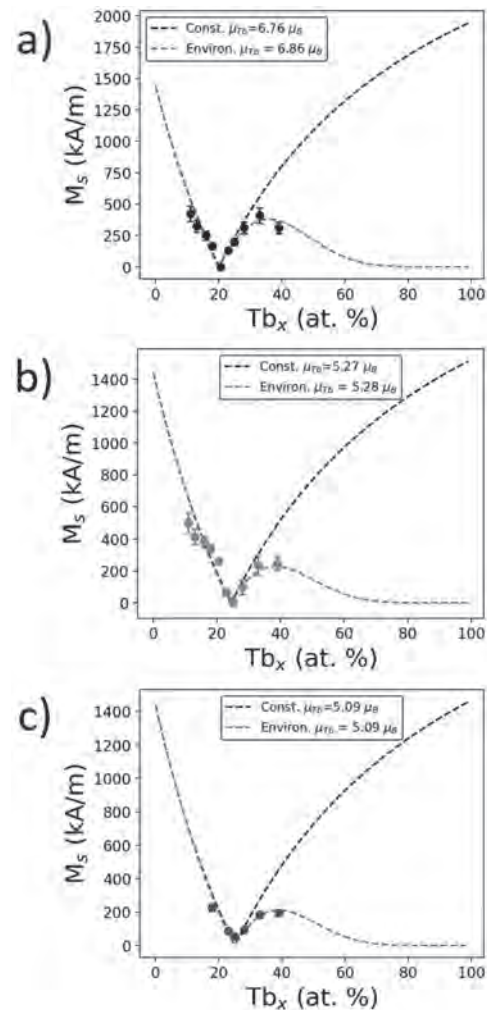 a)
Const. μTb=6.76 μB
Environ. μTb = 6.86 μB
2000
1750
1500
1250
1000
750
500
250
0
Ms (kA/m)
0 20 40 60 80 100
Tbx (at. %)
b)
Const. μTb=5.27 μB
Environ. μTb = 5.28 μB
1400
1200
1000
800
600
400
200
0
Ms (kA/m)
0 20 40 60 80 100
Tbx (at. %)
c)
Const. μTb=5.09 μB
Environ. μTb = 5.09 μB
1400
1200
1000
800
600
400
200
0
Ms (kA/m)
0 20 40 60 80 100
Tbx (at. %)